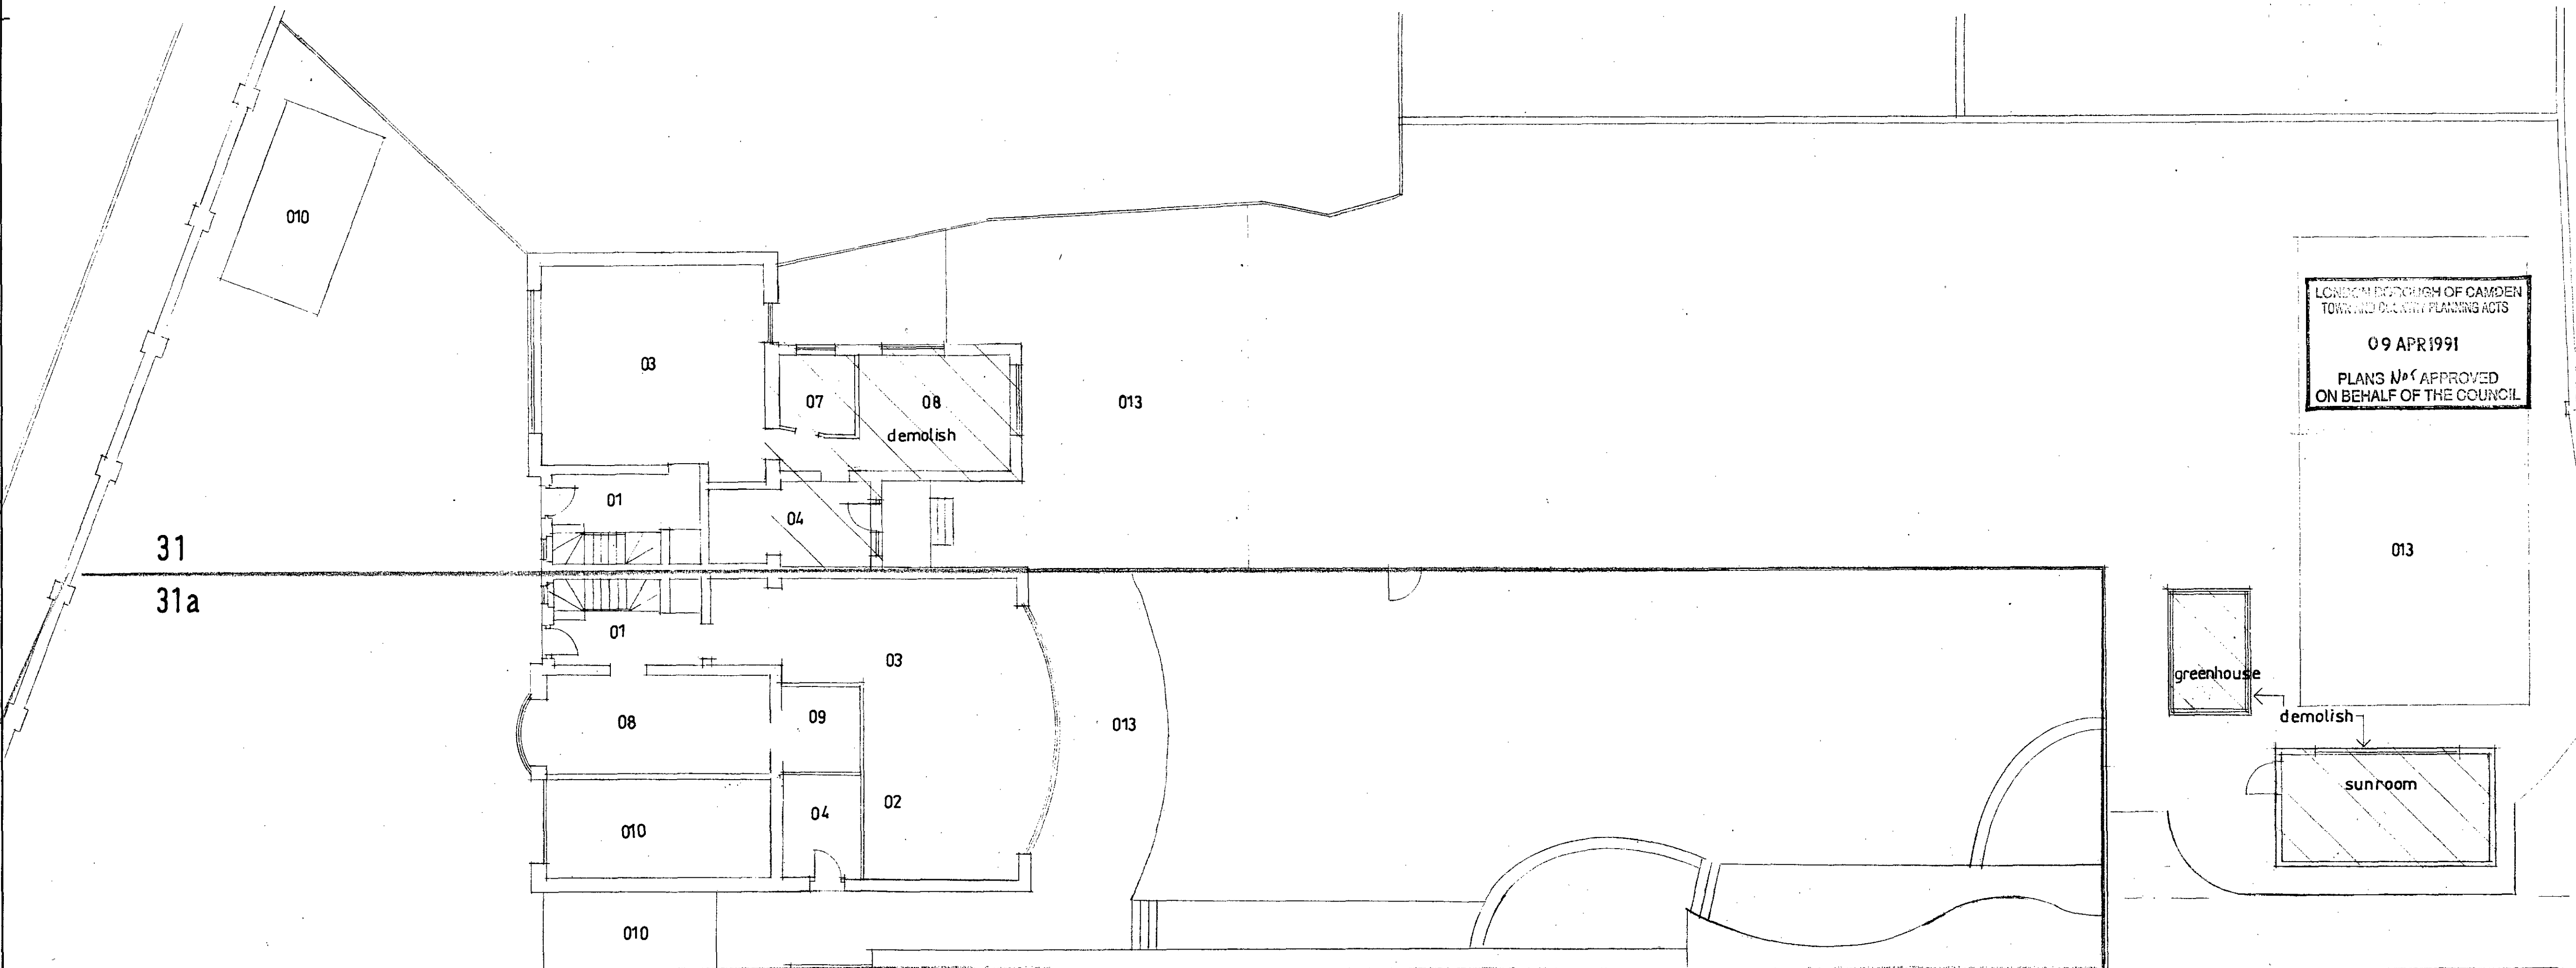 010
LONDON BOROUGH OF CAMDEN
TOWN AND COUNTRY PLANNING ACTS
09 APR 1991
PLANS NOT APPROVED
ON BEHALF OF THE COUNCIL
03
07
08
demolish
013
01
04
31
31a
013
01
03
greenhouse
demolish
08
09
013
sunroom
02
04
010
010